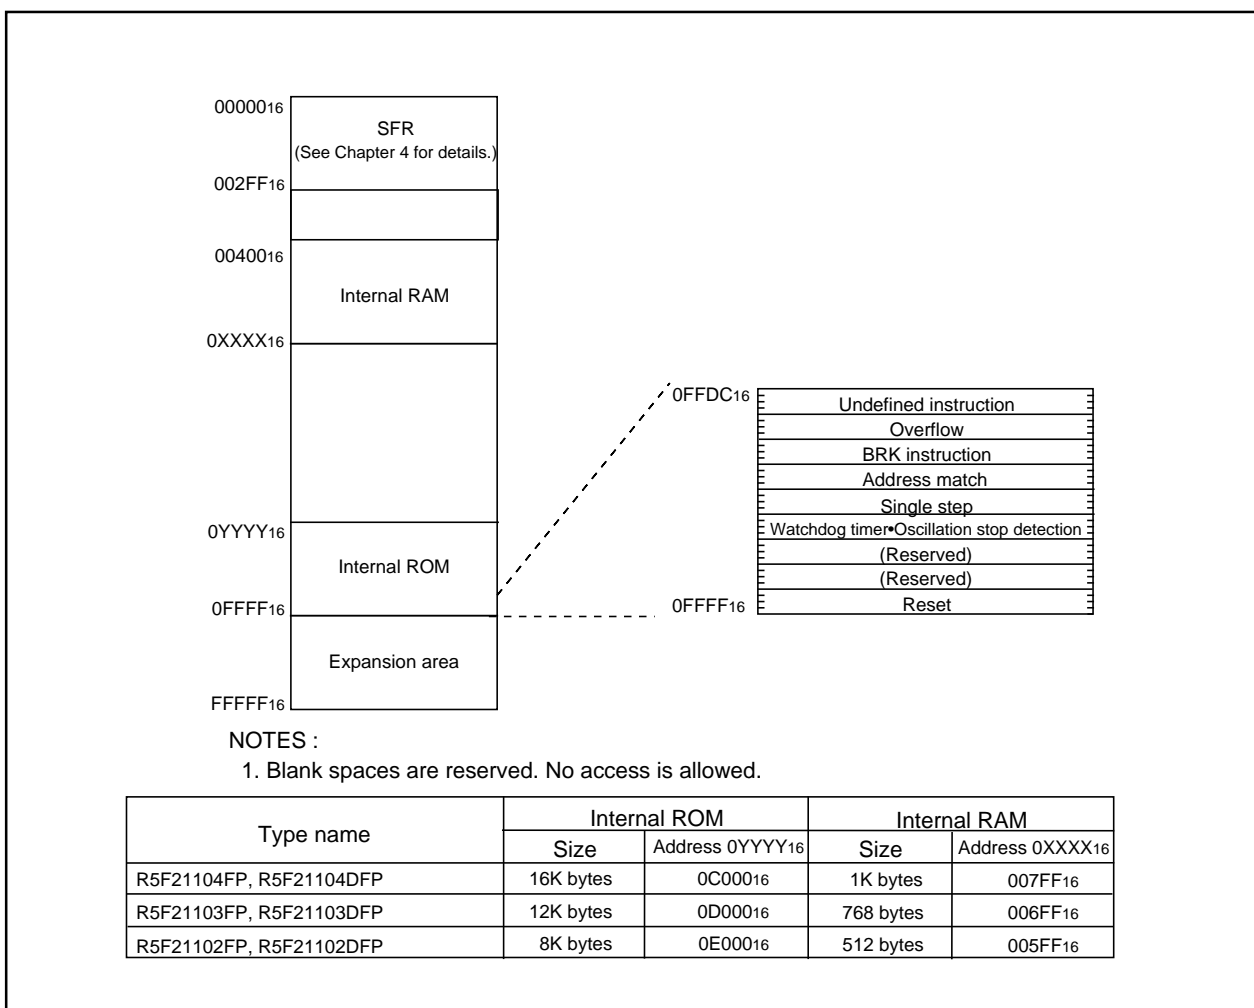 0000016
SFR
(See Chapter 4 for details.)
002FF16
0040016
Internal RAM
0XXXX16
0YYYY16
Internal ROM
0FFFF16
Expansion area
FFFFF16
0FFDC16
Undefined instruction
Overflow
BRK instruction
Address match
Single step
Watchdog timer•Oscillation stop detection
(Reserved)
(Reserved)
Reset
0FFFF16
NOTES :
1. Blank spaces are reserved. No access is allowed.
Type name Internal ROM Internal RAM
Size Address 0YYYY16 Size Address 0XXXX16
R5F21104FP, R5F21104DFP 16K bytes 0C00016 1K bytes 007FF16
R5F21103FP, R5F21103DFP 12K bytes 0D00016 768 bytes 006FF16
R5F21102FP, R5F21102DFP 8K bytes 0E00016 512 bytes 005FF16